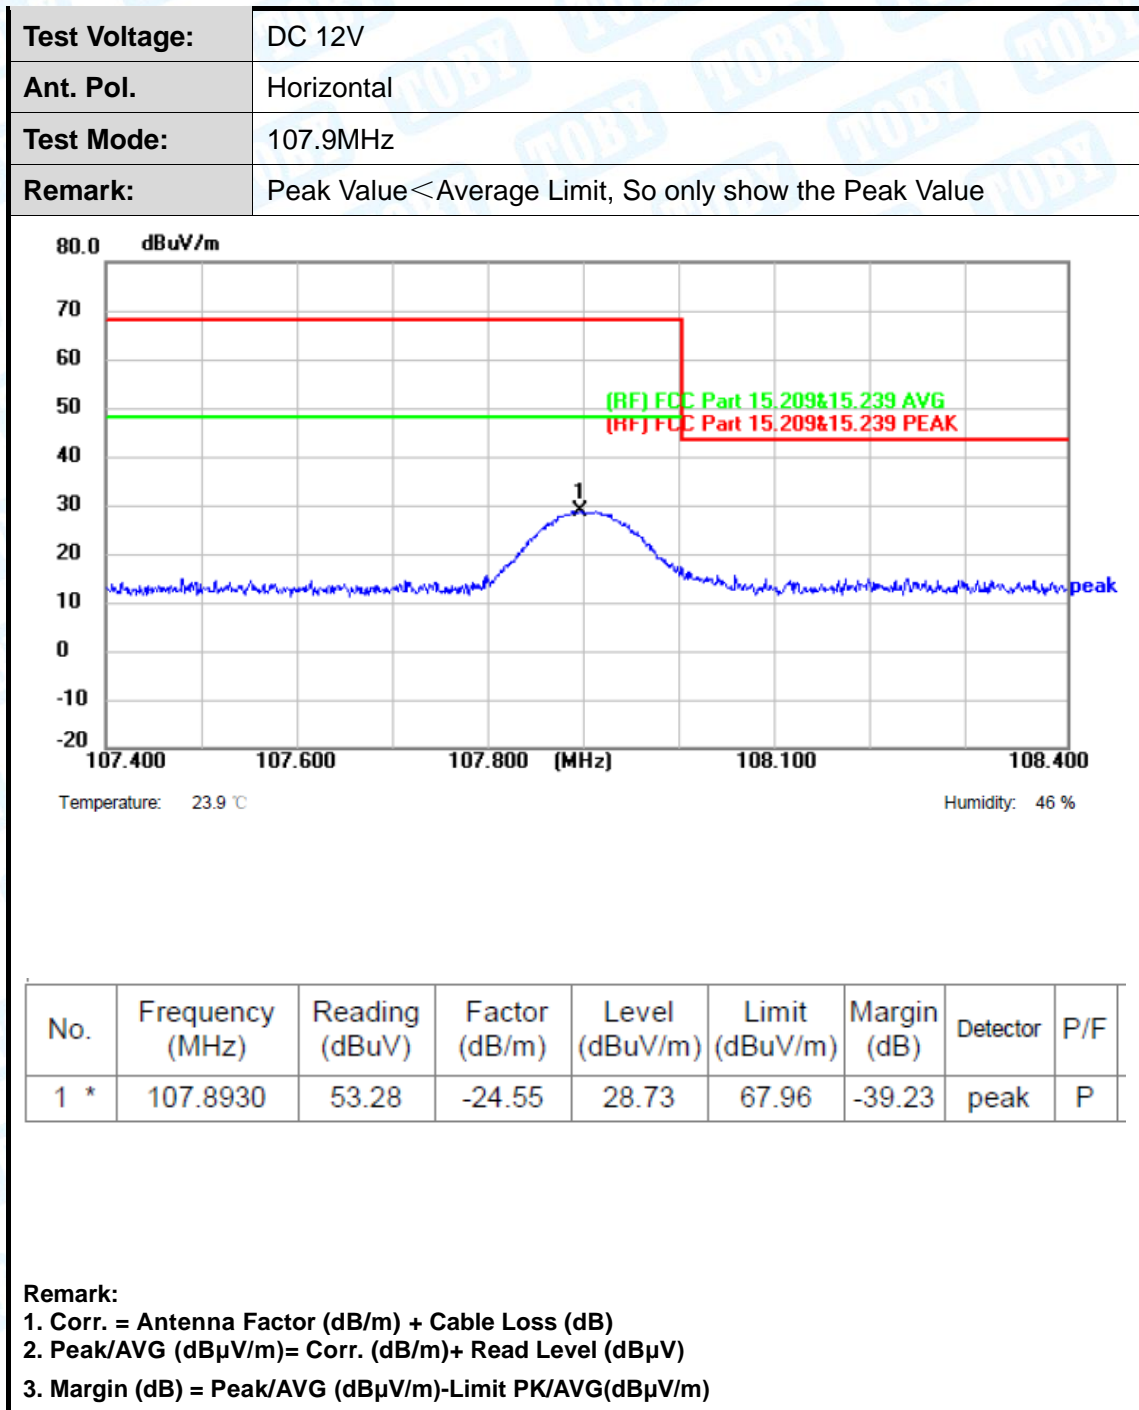 Test Voltage: DC 12V
Ant. Pol. Horizontal
Test Mode: 107.9MHz
Remark: Peak Value＜Average Limit, So only show the Peak Value
80.0 dBuV/m
70
60
50
(RF) FCC Part 15.209&15.239 AVG
(RF) FCC Part 15.209&15.239 PEAK
40
30
1
20
10
peak
0
-10
-20
107.400 107.600 107.800 (MHz) 108.100 108.400
Temperature: 23.9 ℃ Humidity: 46 %
No. Frequency (MHz) Reading (dBuV) Factor (dB/m) Level (dBuV/m) Limit (dBuV/m) Margin (dB) Detector P/F
1 * 107.8930 53.28 -24.55 28.73 67.96 -39.23 peak P
Remark:
1. Corr. = Antenna Factor (dB/m) + Cable Loss (dB)
2. Peak/AVG (dBμV/m)= Corr. (dB/m)+ Read Level (dBμV)
3. Margin (dB) = Peak/AVG (dBμV/m)-Limit PK/AVG(dBμV/m)
TOBY